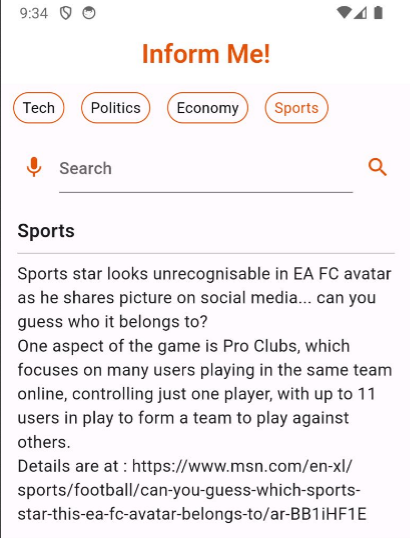 9:34
Inform Me!
Tech Politics Economy Sports
Search
Sports
Sports star looks unrecognisable in EA FC avatar
as he shares picture on social media... can you
guess who it belongs to?
One aspect of the game is Pro Clubs, which
focuses on many users playing in the same team
online, controlling just one player, with up to 11
users in play to form a team to play against
others.
Details are at : https://www.msn.com/en-xl/
sports/football/can-you-guess-which-sports-
star-this-ea-fc-avatar-belongs-to/ar-BB1iHF1E